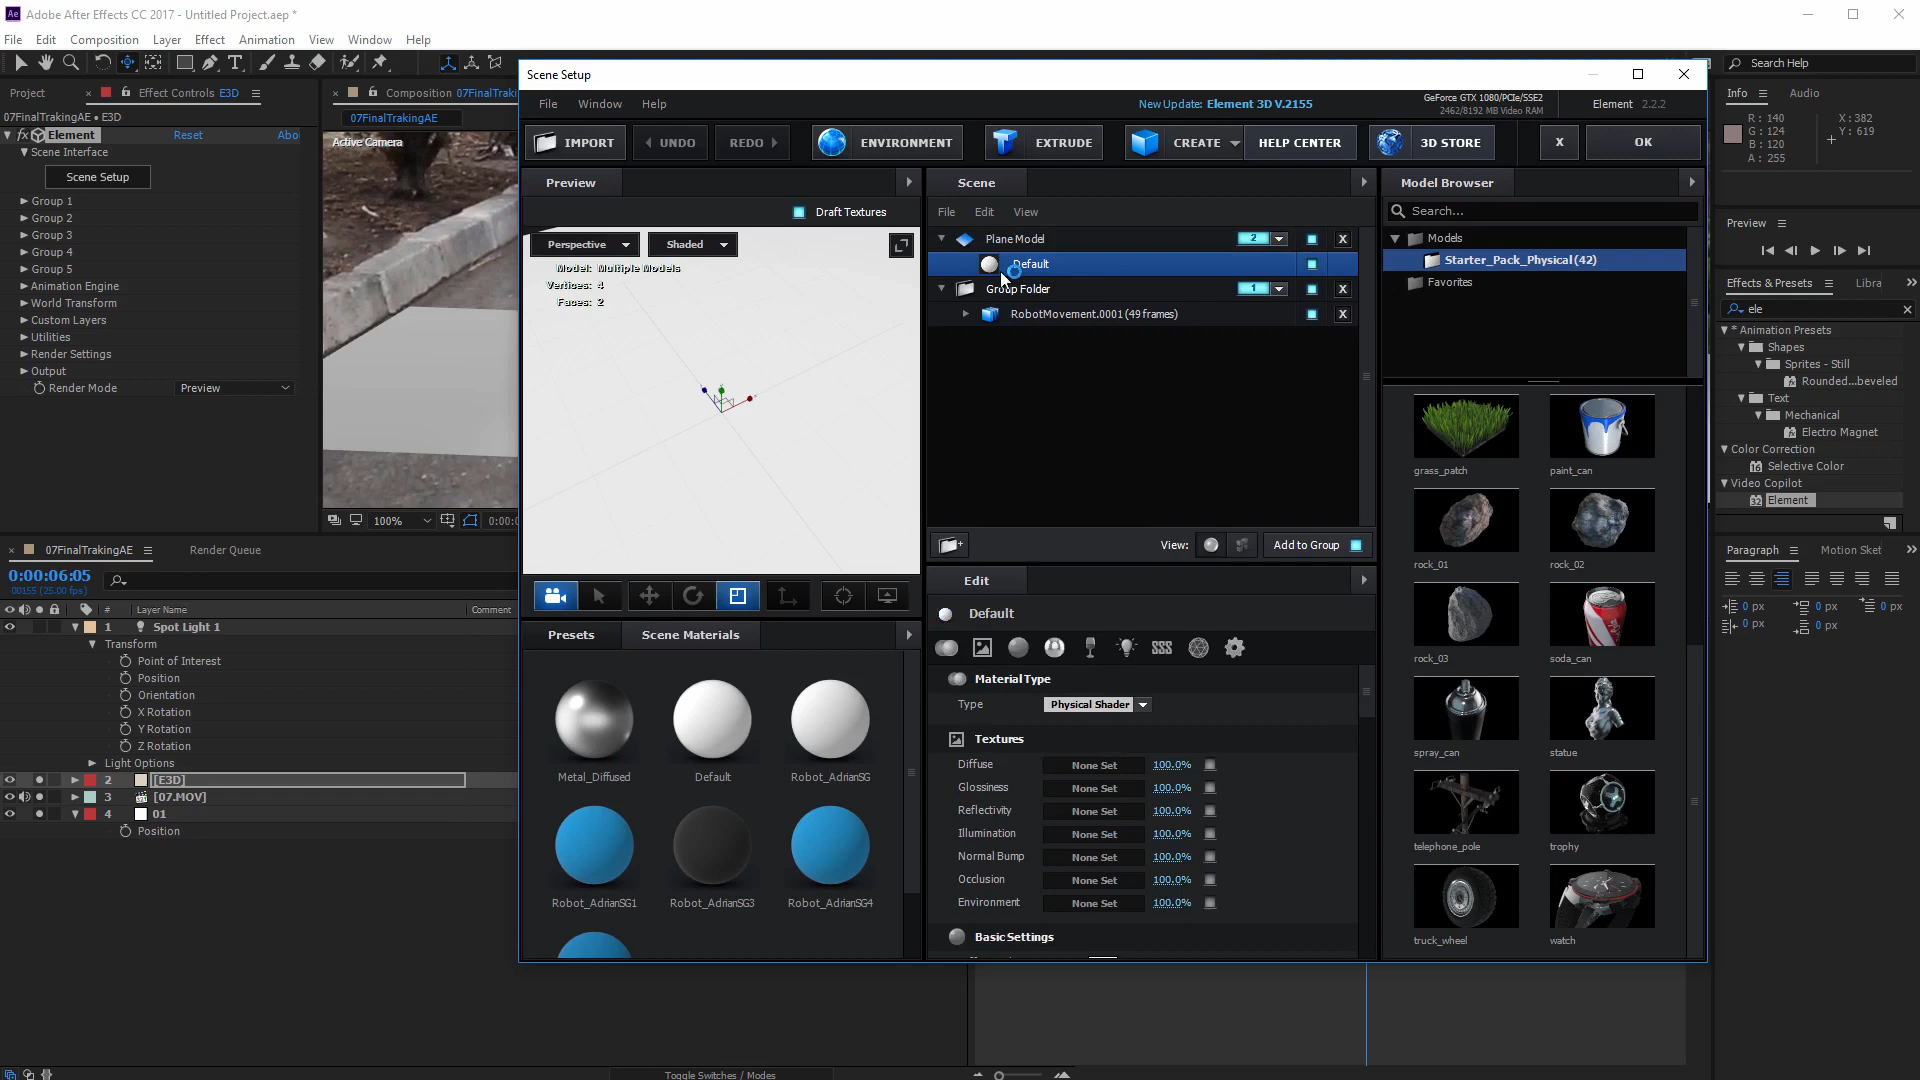 Adobe After Effects CC 2017 - Untitled Project.aep *
File Edit Composition Layer Effect Animation View Window Help
Search Help
Project
Effect Controls E3D
07FinalTrakingAE • E3D
Element Reset Abo
Scene Interface
Scene Setup
Group 1
Group 2
Group 3
Group 4
Group 5
Animation Engine
World Transform
Custom Layers
Utilities
Render Settings
Output
Render Mode Preview
Composition 07FinalTraki
07FinalTrakingAE
Active Camera
100% 0:00:0
Scene Setup
File Window Help
New Update: Element 3D V.2155
GeForce GTX 1080/PCIe/SSE2
2462/8192 MB Video RAM
Element 2.2.2
IMPORT
UNDO
REDO
ENVIRONMENT
EXTRUDE
CREATE
HELP CENTER
3D STORE
X
OK
Preview
Draft Textures
Perspective
Shaded
Model: Multiple Models
Vertices: 4
Faces: 2
Scene
File Edit View
Plane Model 2 X
Default
Group Folder 1 X
RobotMovement.0001 (49 frames) X
View: Add to Group
Model Browser
Search...
Models
Starter_Pack_Physical (42)
Favorites
grass_patch
paint_can
rock_01
rock_02
rock_03
soda_can
spray_can
statue
telephone_pole
trophy
truck_wheel
watch
Presets
Scene Materials
Metal_Diffused
Default
Robot_AdrianSG
Robot_AdrianSG1
Robot_AdrianSG3
Robot_AdrianSG4
Edit
Default
Material Type
Type Physical Shader
Textures
Diffuse None Set 100.0%
Glossiness None Set 100.0%
Reflectivity None Set 100.0%
Illumination None Set 100.0%
Normal Bump None Set 100.0%
Occlusion None Set 100.0%
Environment None Set 100.0%
Basic Settings
Info Audio
R : 140
G : 124
B : 120
A : 255
X : 382
Y : 619
Preview
Effects & Presets Libra
ele
* Animation Presets
Shapes
Sprites - Still
Rounded...beveled
Text
Mechanical
Electro Magnet
Color Correction
Selective Color
Video Copilot
Element
Paragraph Motion Sket
0 px 0 px 0 px
0 px 0 px
07FinalTrakingAE
Render Queue
0:00:06:05
00155 (25.00 fps)
# Layer Name Comment
1 Spot Light 1
Transform
Point of Interest
Position
Orientation
X Rotation
Y Rotation
Z Rotation
Light Options
2 [E3D]
3 [07.MOV]
4 01
Position
Toggle Switches / Modes